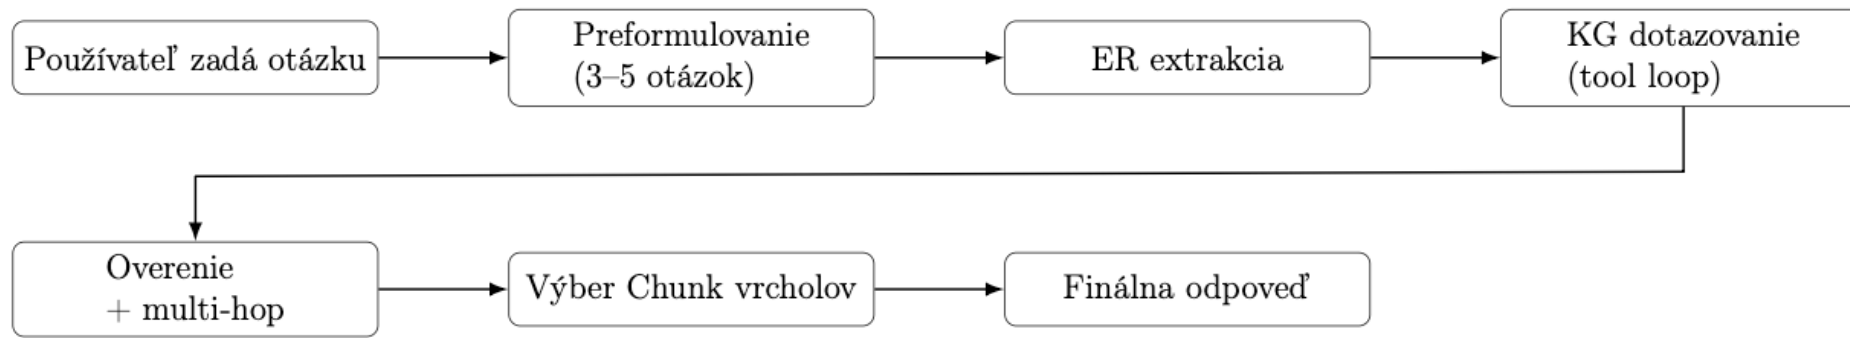 Používateľ zadá otázku
Preformulovanie
(3–5 otázok)
ER extrakcia
KG dotazovanie
(tool loop)
Overenie
+ multi-hop
Výber Chunk vrcholov
Finálna odpoveď